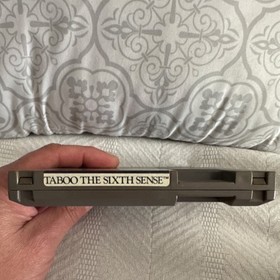 TABOO THE SIXTH SENSE™